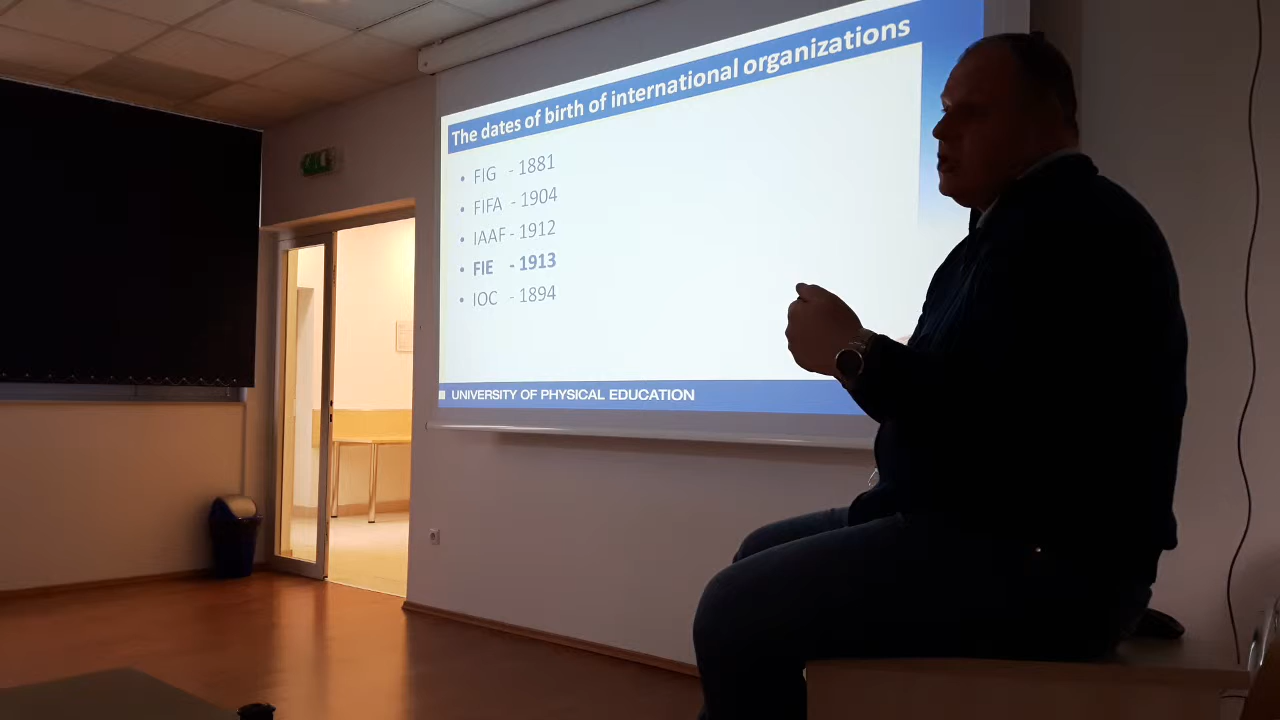 The dates of birth of international organizations
• FIG - 1881
• FIFA - 1904
• IAAF - 1912
• FIE - 1913
• IOC - 1894
UNIVERSITY OF PHYSICAL EDUCATION